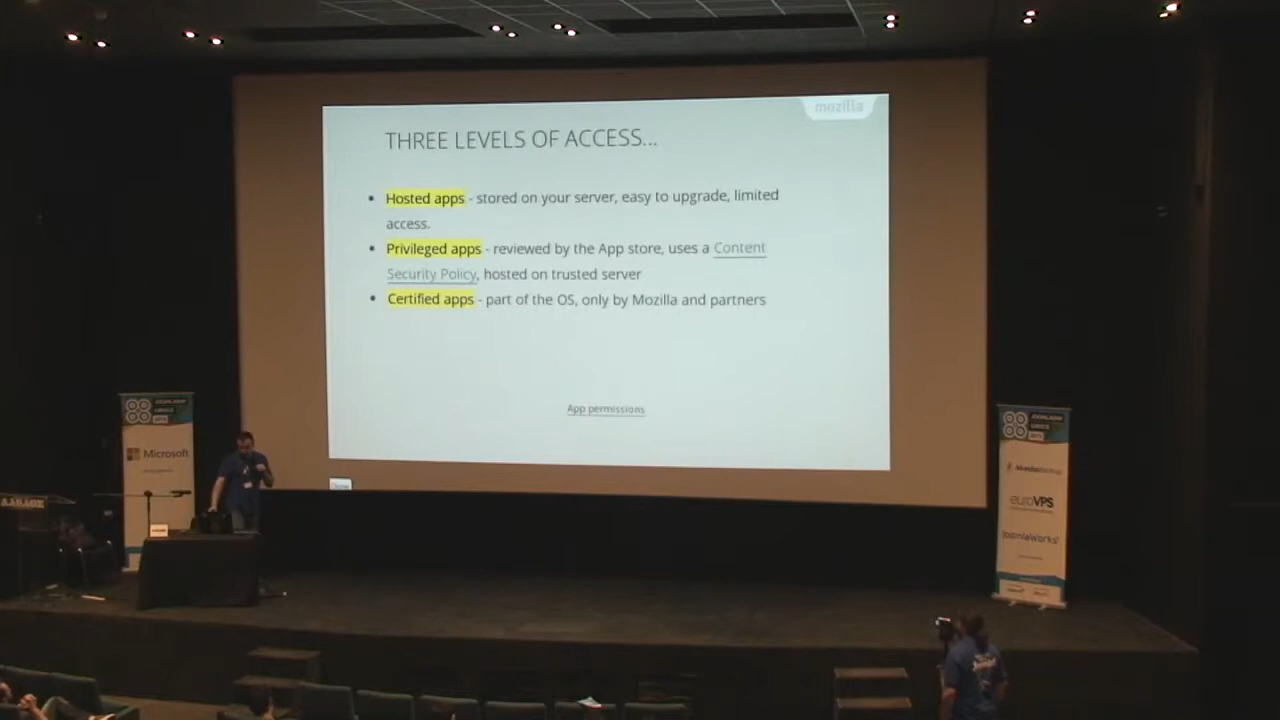 mozilla
THREE LEVELS OF ACCESS...
• Hosted apps - stored on your server, easy to upgrade, limited
access.
• Privileged apps - reviewed by the App store, uses a Content
Security Policy, hosted on trusted server
• Certified apps - part of the OS, only by Mozilla and partners
App permissions
Microsoft
euroVPS
JoomlaWorks